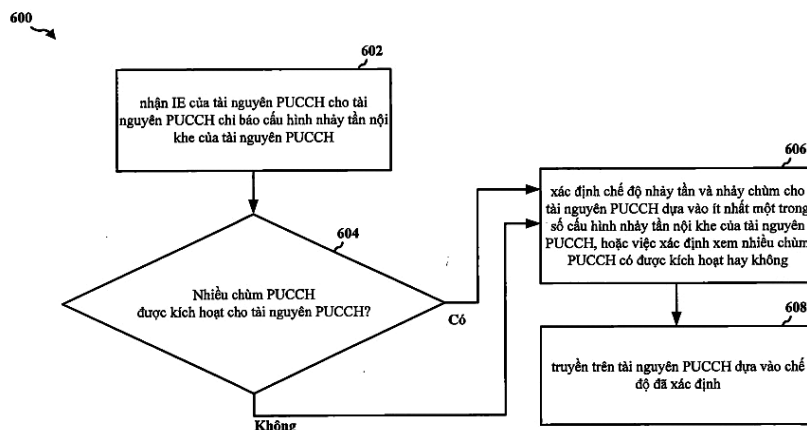 600
602
nhận IE của tài nguyên PUCCH cho tài
nguyên PUCCH chỉ báo cấu hình nhảy tần nội
khe của tài nguyên PUCCH
604
Nhiều chùm PUCCH
được kích hoạt cho tài nguyên PUCCH?
Có
Không
606
xác định chế độ nhảy tần và nhảy chùm cho
tài nguyên PUCCH dựa vào ít nhất một trong
số cấu hình nhảy tần nội khe của tài nguyên
PUCCH, hoặc việc xác định xem nhiều chùm
PUCCH có được kích hoạt hay không
608
truyền trên tài nguyên PUCCH dựa vào chế
độ đã xác định